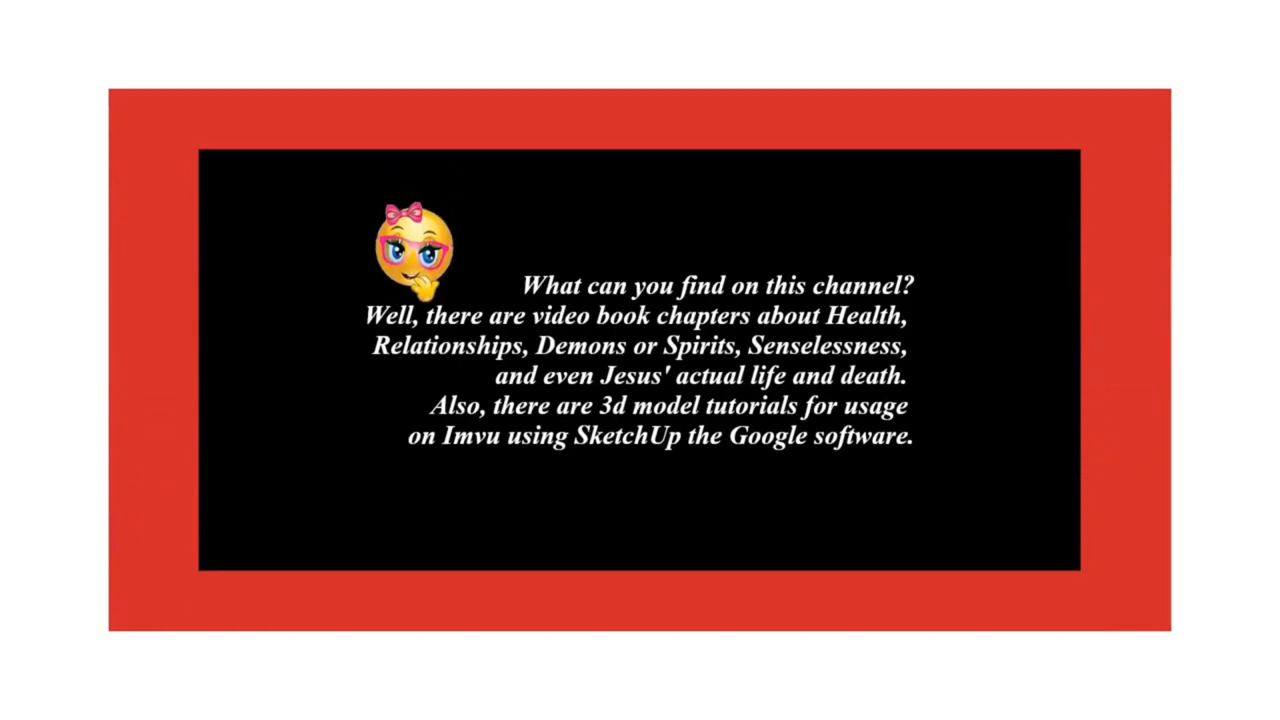 What can you find on this channel?
Well, there are video book chapters about Health,
Relationships, Demons or Spirits, Senselessness,
and even Jesus' actual life and death.
Also, there are 3d model tutorials for usage
on Imvu using SketchUp the Google software.